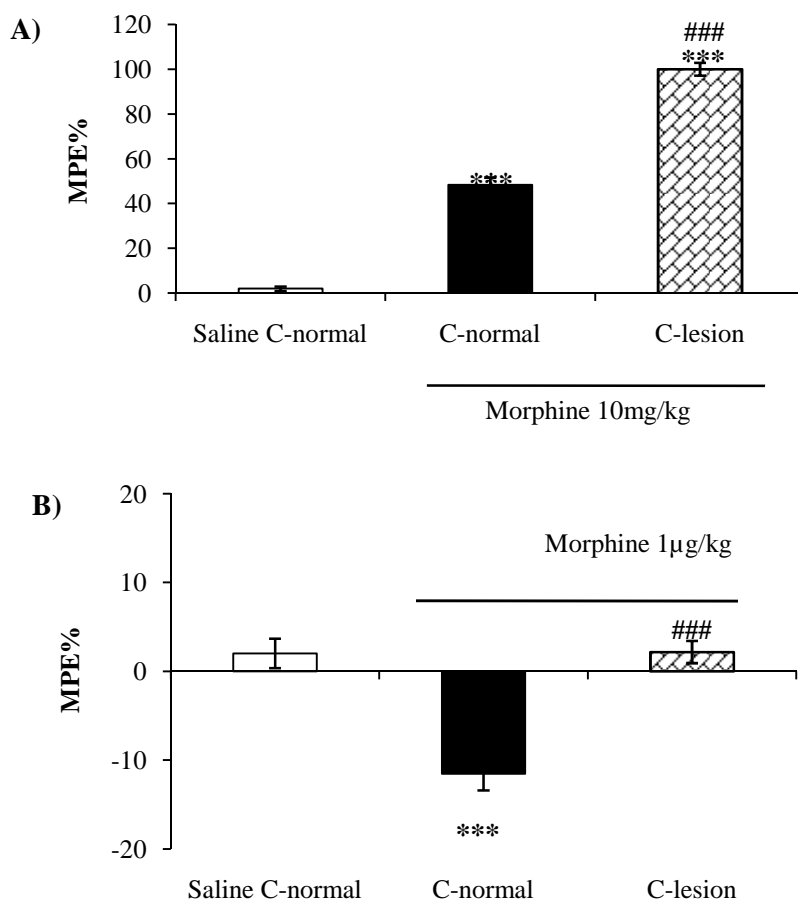 A)
MPE%
120
100
80
60
40
20
0
***
###
***
Saline C-normal C-normal C-lesion
Morphine 10mg/kg
B)
MPE%
20
10
0
-10
-20
Morphine 1µg/kg
###
***
Saline C-normal C-normal C-lesion